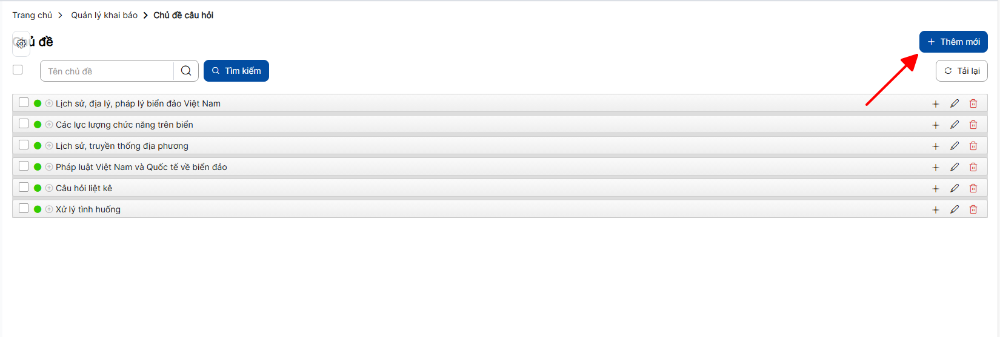 Trang chủ > Quản lý khai báo > Chủ đề câu hỏi
Chủ đề
+ Thêm mới
Tên chủ đề
Tìm kiếm
Tải lại
Lịch sử, địa lý, pháp lý biển đảo Việt Nam
Các lực lượng chức năng trên biển
Lịch sử, truyền thống địa phương
Pháp luật Việt Nam và Quốc tế về biển đảo
Câu hỏi liệt kê
Xử lý tình huống